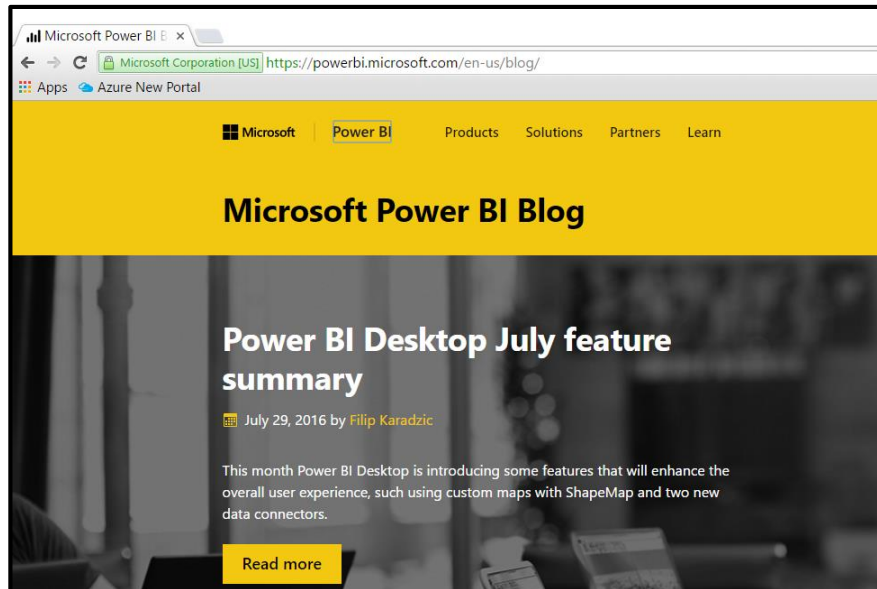 Microsoft Power BI B
Microsoft Corporation [US] https://powerbi.microsoft.com/en-us/blog/
Apps Azure New Portal
Microsoft Power BI Products Solutions Partners Learn
Microsoft Power BI Blog
Power BI Desktop July feature
summary
July 29, 2016 by Filip Karadzic
This month Power BI Desktop is introducing some features that will enhance the
overall user experience, such using custom maps with ShapeMap and two new
data connectors.
Read more